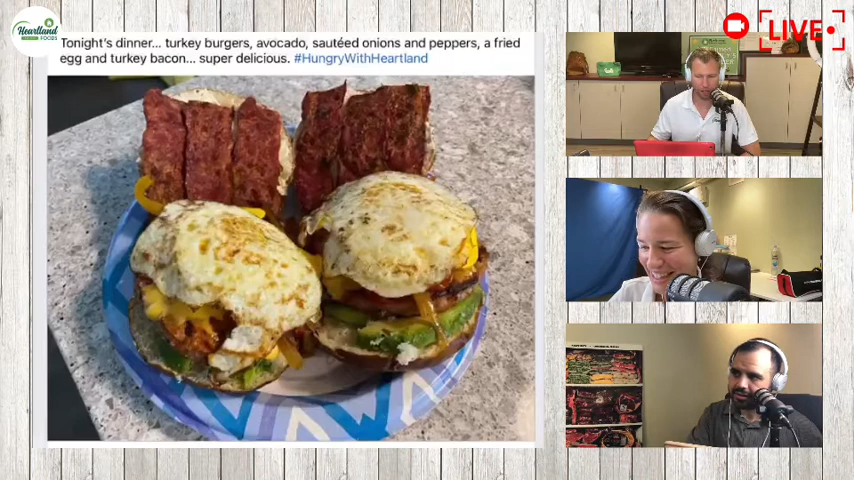 Heartland
FOODS
LIVE
Tonight's dinner... turkey burgers, avocado, sautéed onions and peppers, a fried
egg and turkey bacon... super delicious. #HungryWithHeartland